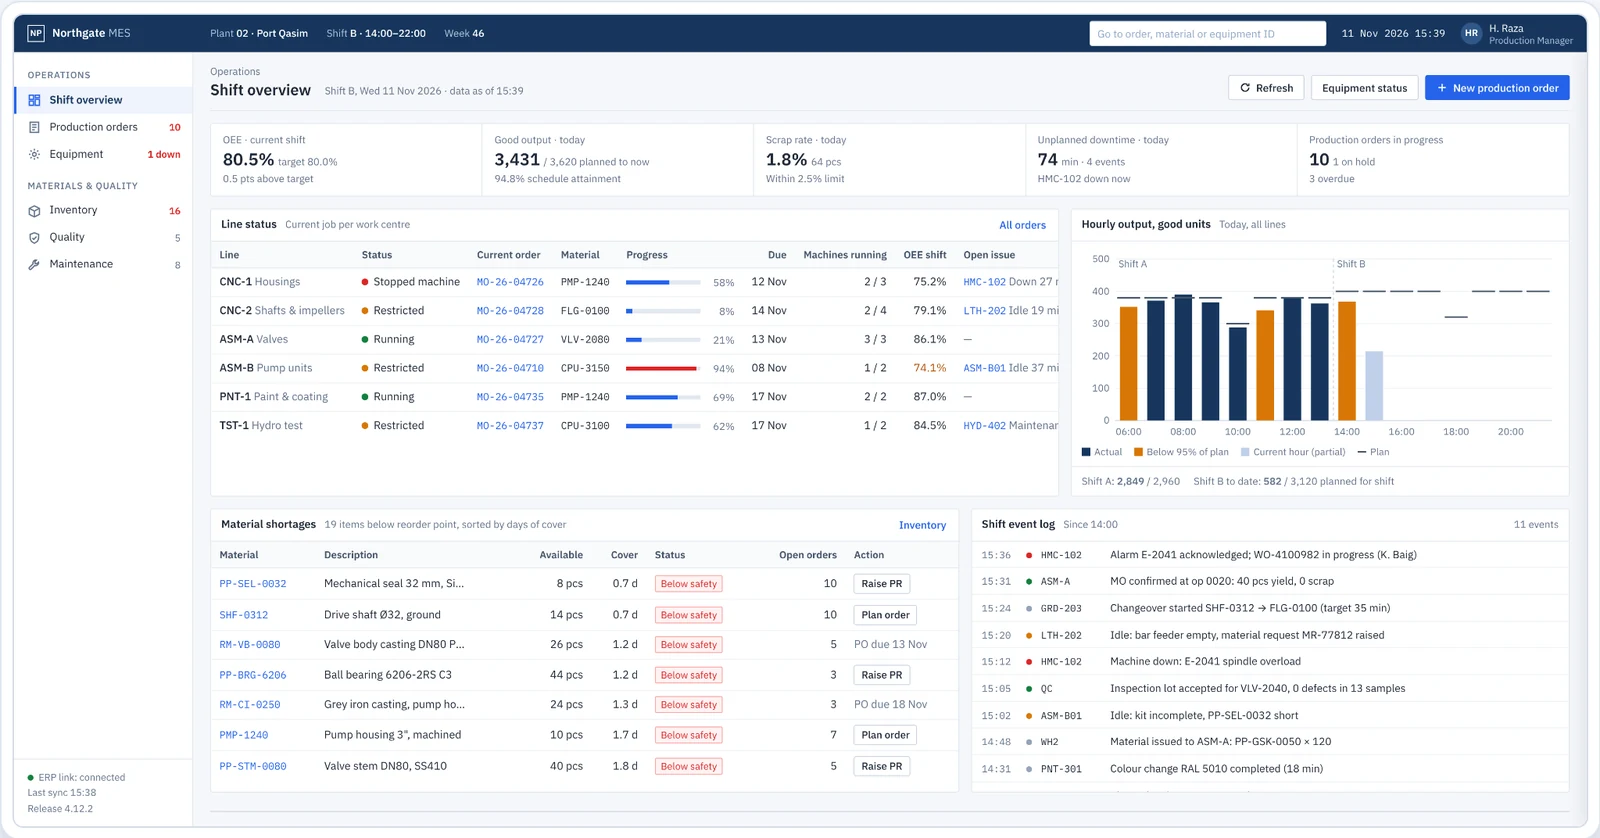 NP Northgate MES Plant 02 · Port Qasim Shift B · 14:00–22:00 Week 46 Go to order, material or equipment ID 11 Nov 2026 15:39 HR H. Raza
Production Manager
OPERATIONS
Shift overview
Production orders 10
Equipment 1 down
MATERIALS & QUALITY
Inventory 16
Quality 5
Maintenance 8
ERP link: connected
Last sync 15:38
Release 4.12.2
Operations
Shift overview Shift B, Wed 11 Nov 2026 · data as of 15:39
Refresh Equipment status + New production order
OEE · current shift
80.5% target 80.0%
0.5 pts above target
Good output · today
3,431 / 3,620 planned to now
94.8% schedule attainment
Scrap rate · today
1.8% 64 pcs
Within 2.5% limit
Unplanned downtime · today
74 min · 4 events
HMC-102 down now
Production orders in progress
10 1 on hold
3 overdue
Line status Current job per work centre All orders
Line Status Current order Material Progress Due Machines running OEE shift Open issue
CNC-1 Housings Stopped machine MO-26-04726 PMP-1240 58% 12 Nov 2 / 3 75.2% HMC-102 Down 27
CNC-2 Shafts & impellers Restricted MO-26-04728 FLG-0100 8% 14 Nov 2 / 4 79.1% LTH-202 Idle 19 mi
ASM-A Valves Running MO-26-04727 VLV-2080 21% 13 Nov 3 / 3 86.1% —
ASM-B Pump units Restricted MO-26-04710 CPU-3150 94% 08 Nov 1 / 2 74.1% ASM-B01 Idle 37 mi
PNT-1 Paint & coating Running MO-26-04735 PMP-1240 69% 17 Nov 2 / 2 87.0% —
TST-1 Hydro test Restricted MO-26-04737 CPU-3100 62% 17 Nov 1 / 2 84.5% HYD-402 Maintenar
Hourly output, good units Today, all lines
500
400
300
200
100
0
Shift A Shift B
06:00 08:00 10:00 12:00 14:00 16:00 18:00 20:00
Actual Below 95% of plan Current hour (partial) Plan
Shift A: 2,849 / 2,960 Shift B to date: 582 / 3,120 planned for shift
Material shortages 19 items below reorder point, sorted by days of cover Inventory
Material Description Available Cover Status Open orders Action
PP-SEL-0032 Mechanical seal 32 mm, Si... 8 pcs 0.7 d Below safety 10 Raise PR
SHF-0312 Drive shaft Ø32, ground 14 pcs 0.7 d Below safety 10 Plan order
RM-VB-0080 Valve body casting DN80 P... 26 pcs 1.2 d Below safety 5 PO due 13 Nov
PP-BRG-6206 Ball bearing 6206-2RS C3 44 pcs 1.2 d Below safety 3 Raise PR
RM-CI-0250 Grey iron casting, pump ho... 24 pcs 1.3 d Below safety 3 PO due 18 Nov
PMP-1240 Pump housing 3", machined 10 pcs 1.7 d Below safety 7 Plan order
PP-STM-0080 Valve stem DN80, SS410 40 pcs 1.8 d Below safety 5 Raise PR
Shift event log Since 14:00 11 events
15:36 HMC-102 Alarm E-2041 acknowledged; WO-4100982 in progress (K. Baig)
15:31 ASM-A MO confirmed at op 0020: 40 pcs yield, 0 scrap
15:24 GRD-203 Changeover started SHF-0312 → FLG-0100 (target 35 min)
15:20 LTH-202 Idle: bar feeder empty, material request MR-77812 raised
15:12 HMC-102 Machine down: E-2041 spindle overload
15:05 QC Inspection lot accepted for VLV-2040, 0 defects in 13 samples
15:02 ASM-B01 Idle: kit incomplete, PP-SEL-0032 short
14:48 WH2 Material issued to ASM-A: PP-GSK-0050 × 120
14:31 PNT-301 Colour change RAL 5010 completed (18 min)